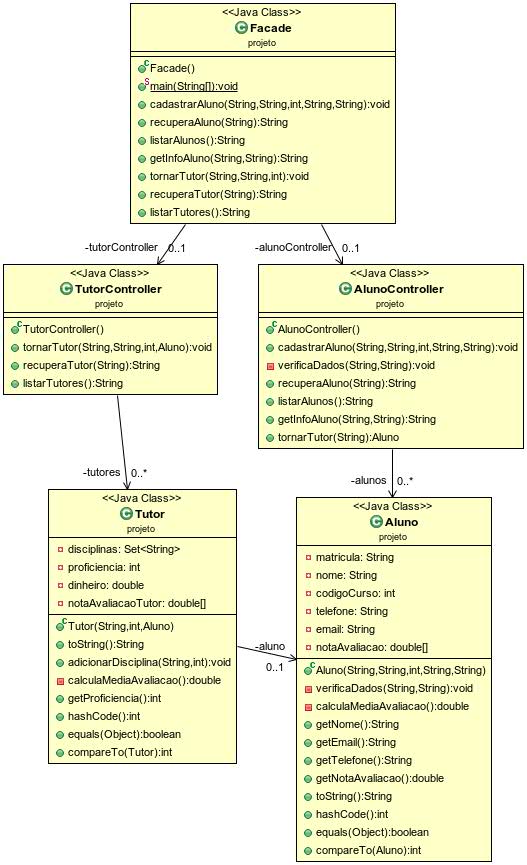 <<Java Class>>
Facade
projeto
Facade()
main(String[]):void
cadastrarAluno(String,String,int,String,String):void
recuperaAluno(String):String
listarAlunos():String
getInfoAluno(String,String):String
tornarTutor(String,String,int):void
recuperaTutor(String):String
listarTutores():String
-tutorController 0..1
-alunoController 0..1
<<Java Class>>
TutorController
projeto
TutorController()
tornarTutor(String,String,int,Aluno):void
recuperaTutor(String):String
listarTutores():String
<<Java Class>>
AlunoController
projeto
AlunoController()
cadastrarAluno(String,String,int,String,String):void
verificaDados(String,String):void
recuperaAluno(String):String
listarAlunos():String
getInfoAluno(String,String):String
tornarTutor(String):Aluno
-tutores 0..*
-alunos 0..*
<<Java Class>>
Tutor
projeto
disciplinas: Set<String>
proficiencia: int
dinheiro: double
notaAvaliacaoTutor: double[]
Tutor(String,int,Aluno)
toString():String
adicionarDisciplina(String,int):void
calculaMediaAvaliacao():double
getProficiencia():int
hashCode():int
equals(Object):boolean
compareTo(Tutor):int
-aluno
0..1
<<Java Class>>
Aluno
projeto
matricula: String
nome: String
codigoCurso: int
telefone: String
email: String
notaAvaliacao: double[]
Aluno(String,String,int,String,String)
verificaDados(String,String):void
calculaMediaAvaliacao():double
getNome():String
getEmail():String
getTelefone():String
getNotaAvaliacao():double
toString():String
hashCode():int
equals(Object):boolean
compareTo(Aluno):int